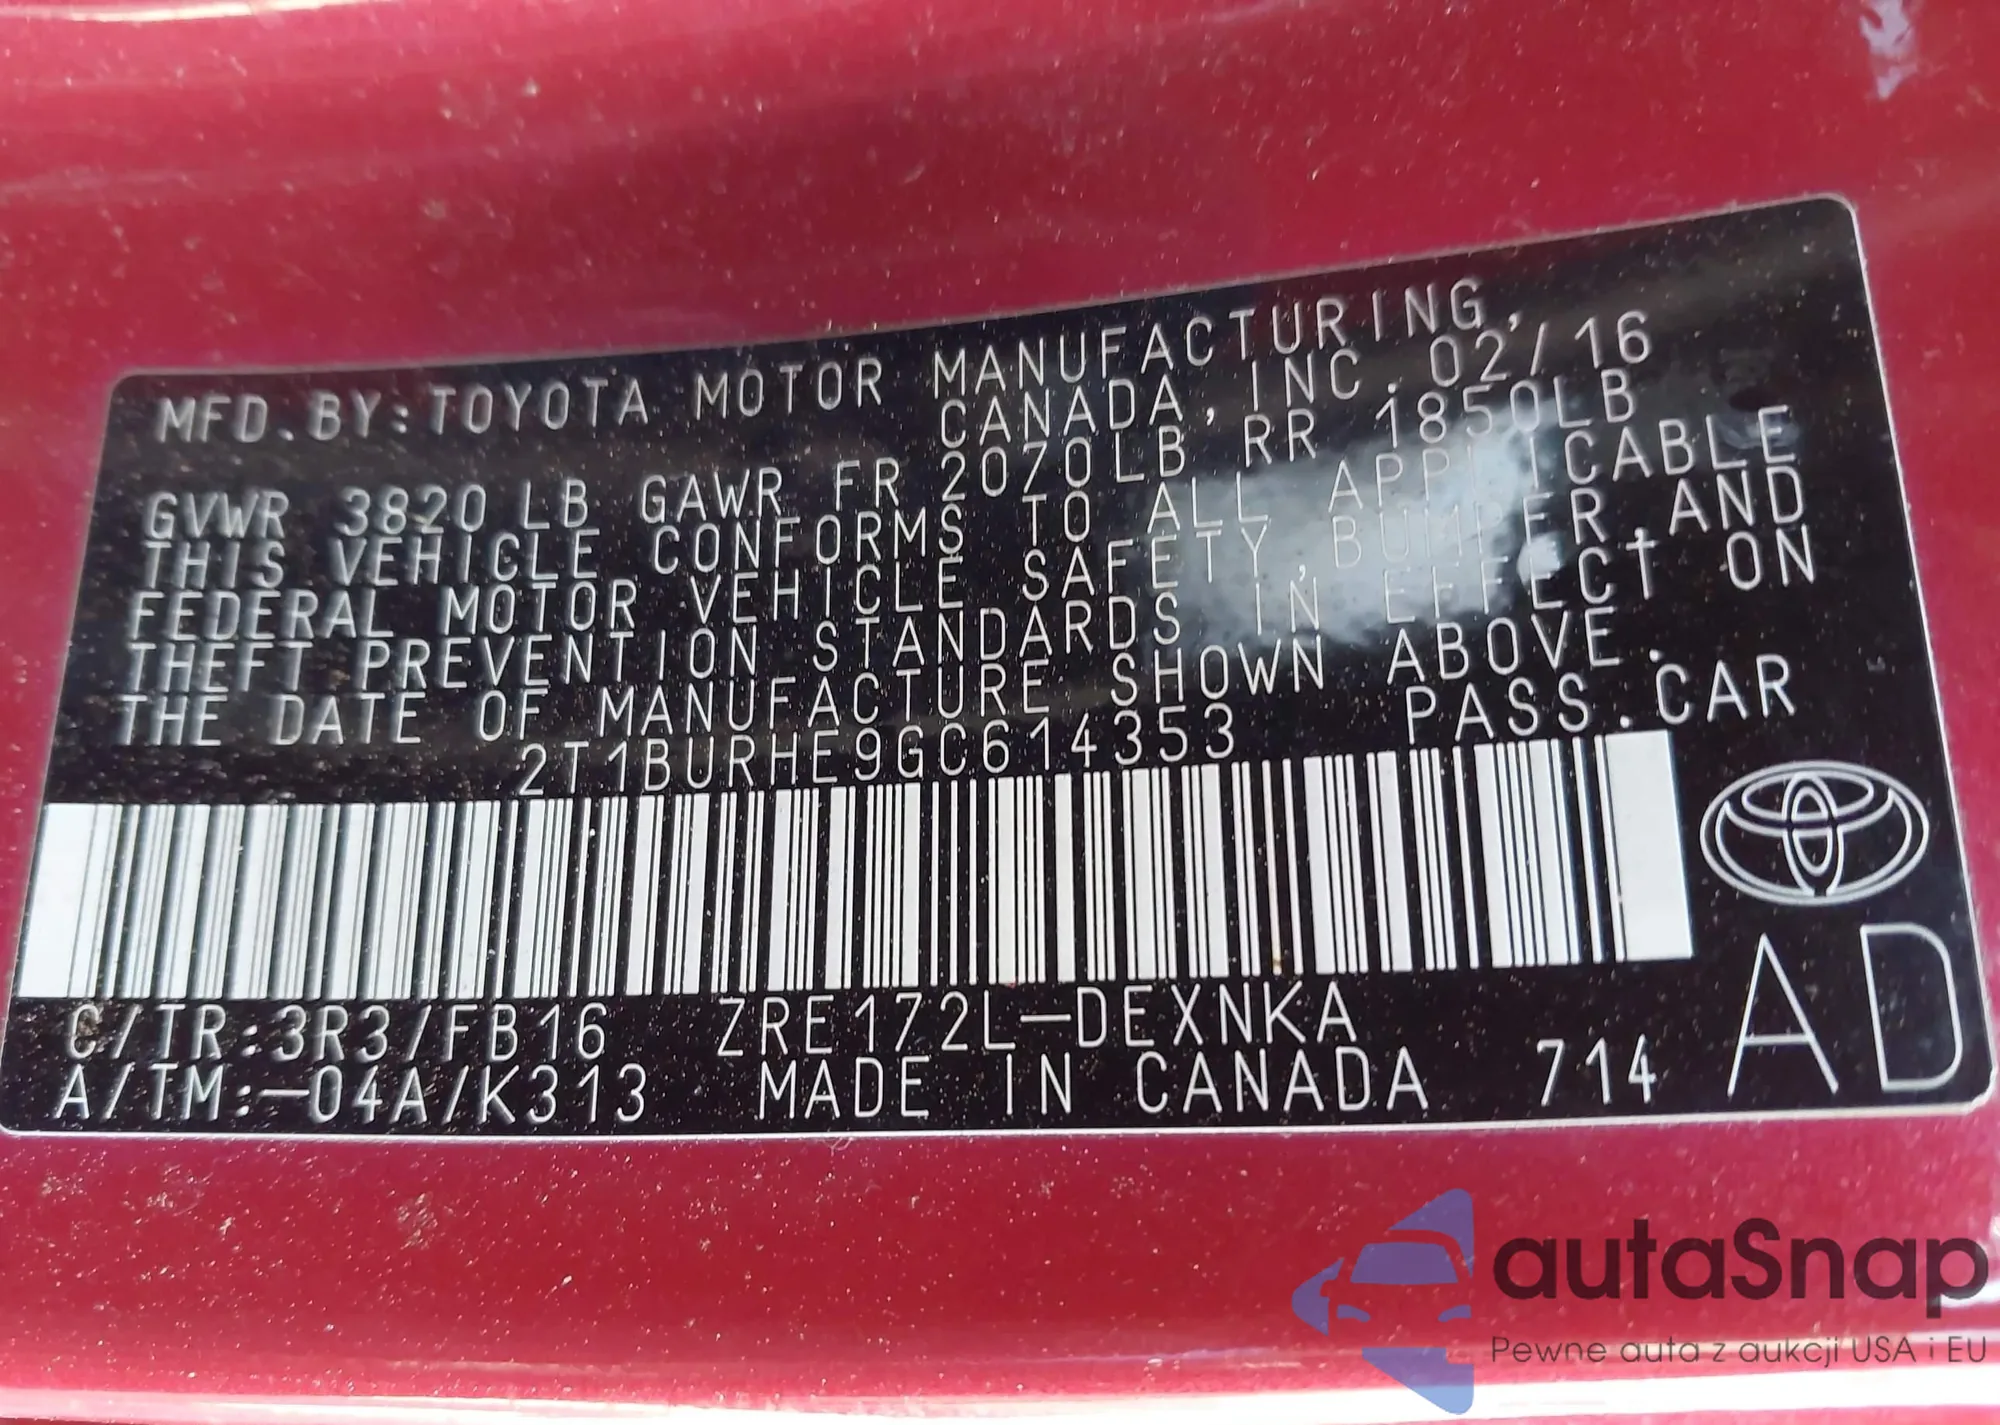 MFD.BY:TOYOTA MOTOR MANUFACTURING,
CANADA,INC.02/16
GVWR 3820 LB GAWR FR 2070LB RR 1850LB
THIS VEHICLE CONFORMS TO ALL APPLICABLE
FEDERAL MOTOR VEHICLE SAFETY,BUMPER,AND
THEFT PREVENTION STANDARDS IN EFFECT ON
THE DATE OF MANUFACTURE SHOWN ABOVE.
2T1BURHE9GC614353 PASS.CAR
C/TR:3R3/FB16 ZRE172L-DEXNKA
A/TM:-04A/K313 MADE IN CANADA 714
AD
autaSnap
Pewne auta z aukcji USA i EU